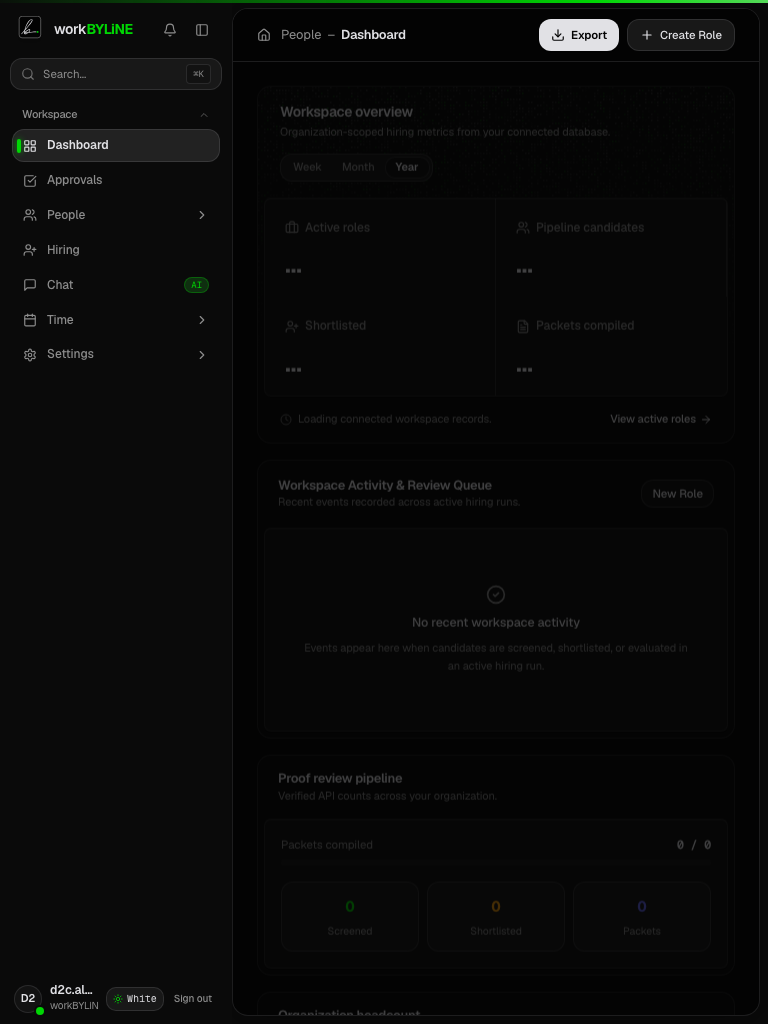 workBYLiNE
Search...
⌘K
Workspace
Dashboard
Approvals
People
Hiring
Chat
AI
Time
Settings
D2
d2c.al...
workBYLiN
White
Sign out
People – Dashboard
Export
Create Role
Workspace overview
Organization-scoped hiring metrics from your connected database.
Week
Month
Year
Active roles
...
Pipeline candidates
...
Shortlisted
...
Packets compiled
...
Loading connected workspace records.
View active roles →
Workspace Activity & Review Queue
Recent events recorded across active hiring runs.
New Role
No recent workspace activity
Events appear here when candidates are screened, shortlisted, or evaluated in
an active hiring run.
Proof review pipeline
Verified API counts across your organization.
Packets compiled
0 / 0
0
Screened
0
Shortlisted
0
Packets
Organization headcount